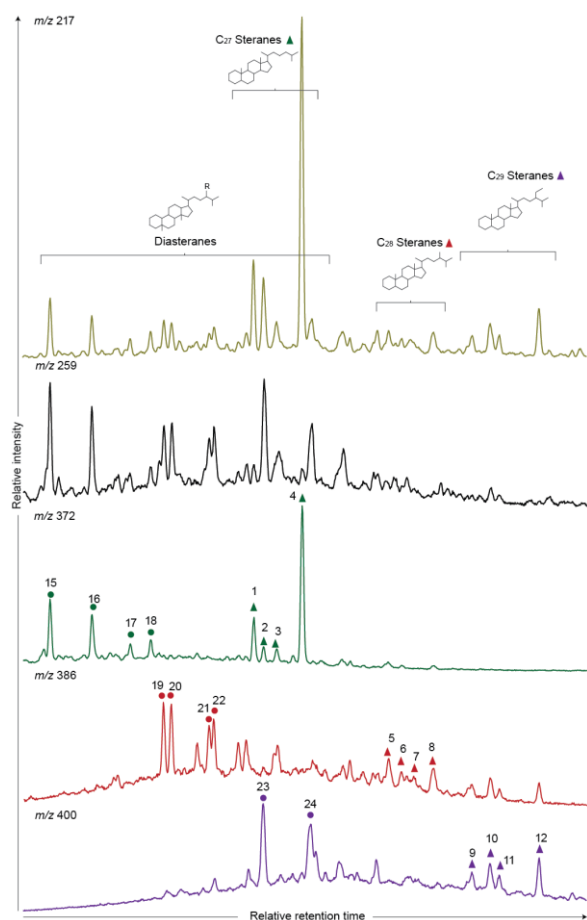 m/z 217
C27 Steranes
C29 Steranes
R
Diasteranes
C28 Steranes
m/z 259
Relative intensity
m/z 372
4
15
16
17
18
1
2
3
m/z 386
19
20
21
22
5
6
7
8
m/z 400
23
24
9
10
11
12
Relative retention time